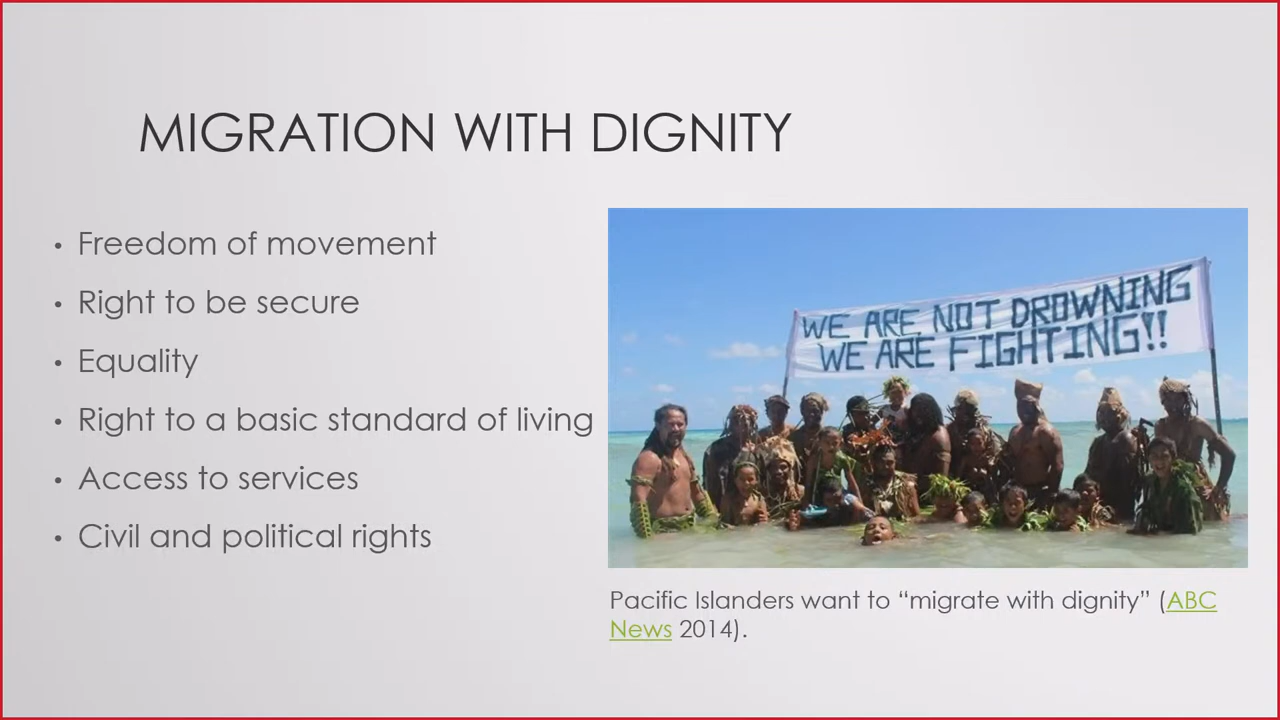 MIGRATION WITH DIGNITY
• Freedom of movement
• Right to be secure
• Equality
• Right to a basic standard of living
• Access to services
• Civil and political rights
WE ARE NOT DROWNING
WE ARE FIGHTING!!
Pacific Islanders want to “migrate with dignity” (ABC
News 2014).